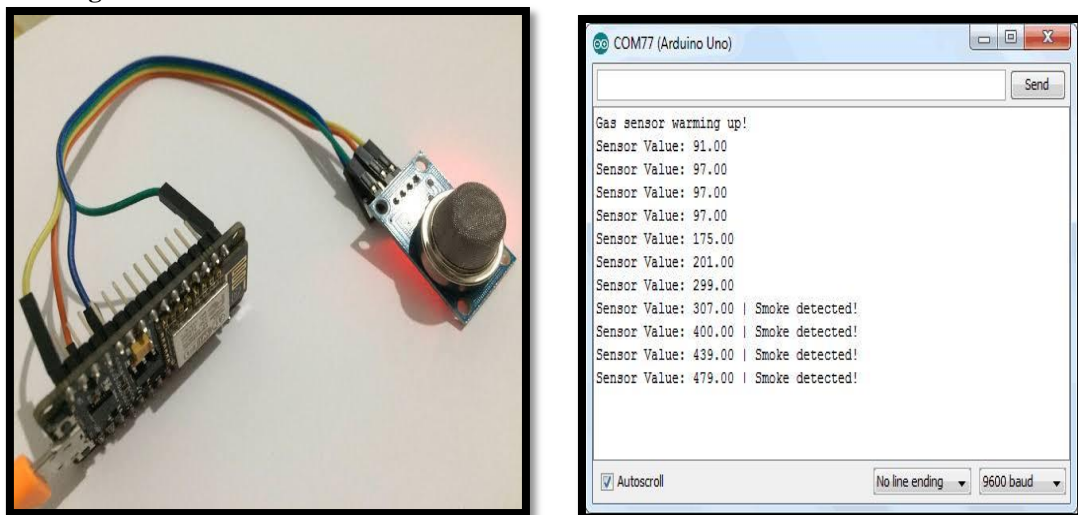 COM77 (Arduino Uno)
Send
Gas sensor warming up!
Sensor Value: 91.00
Sensor Value: 97.00
Sensor Value: 97.00
Sensor Value: 97.00
Sensor Value: 175.00
Sensor Value: 201.00
Sensor Value: 299.00
Sensor Value: 307.00 | Smoke detected!
Sensor Value: 400.00 | Smoke detected!
Sensor Value: 439.00 | Smoke detected!
Sensor Value: 479.00 | Smoke detected!
Autoscroll
No line ending
9600 baud